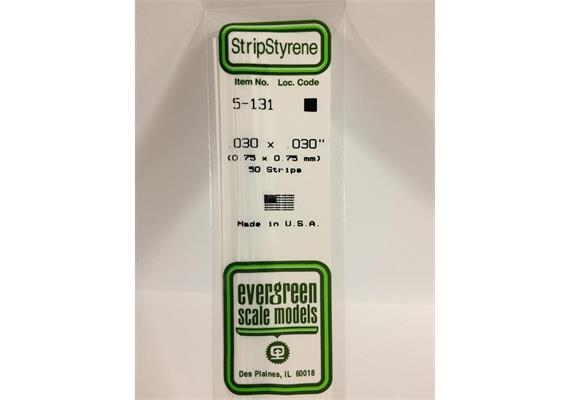 StripStyrene
Item No. Loc. Code
5-131
.030 x .030"
(0.75 x 0.75 mm)
50 Strips
Made in U.S.A.
evergreen
scale models
Des Plaines, IL 60018